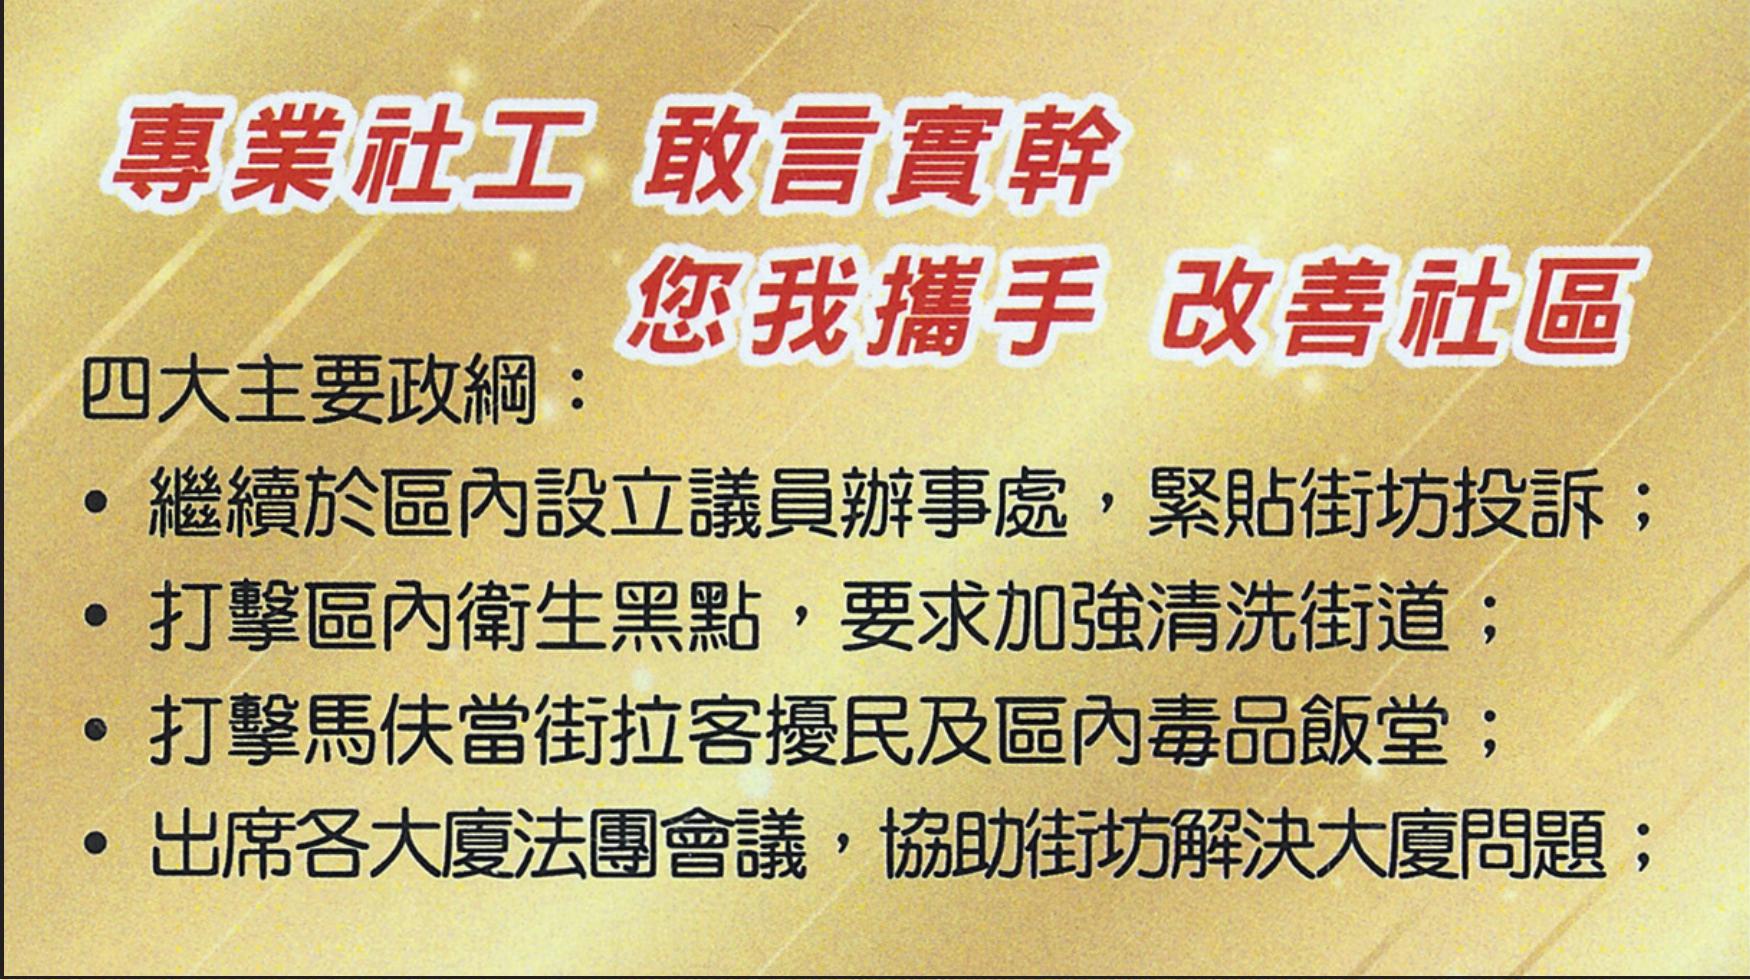 專業社工 敢言實幹
您我攜手 改善社區
四大主要政綱：
• 繼續於區內設立議員辦事處，緊貼街坊投訴；
• 打擊區內衛生黑點，要求加強清洗街道；
• 打擊馬伕當街拉客擾民及區內毒品飯堂；
• 出席各大廈法團會議，協助街坊解決大廈問題；